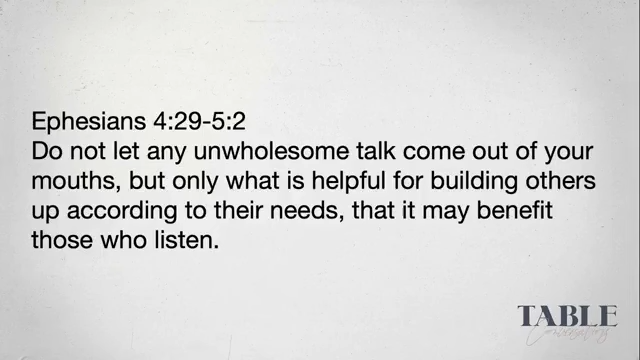 Ephesians 4:29-5:2
Do not let any unwholesome talk come out of your
mouths, but only what is helpful for building others
up according to their needs, that it may benefit
those who listen.
TABLE
Conversations